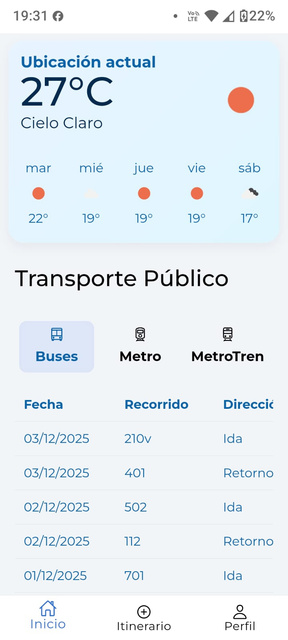 19:31 22%
Vo)) LTE
Ubicación actual
27°C
Cielo Claro
mar mié jue vie sáb
22° 19° 19° 19° 17°
Transporte Público
Buses Metro MetroTren
Fecha Recorrido Direcció
03/12/2025 210v Ida
03/12/2025 401 Retorno
02/12/2025 502 Ida
02/12/2025 112 Retorno
01/12/2025 701 Ida
Inicio Itinerario Perfil